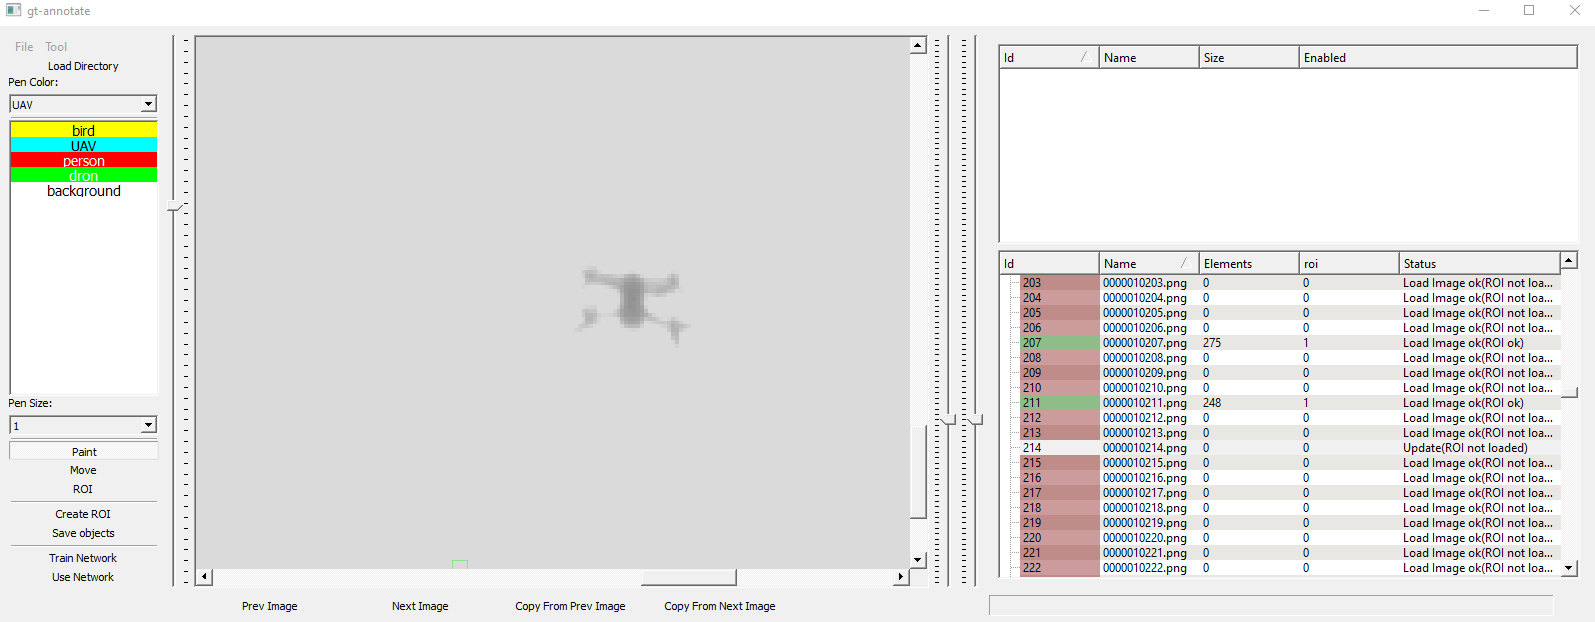 gt-annotate
File Tool
Load Directory
Pen Color:
UAV
bird
UAV
person
dron
background
Pen Size:
1
Paint
Move
ROI
Create ROI
Save objects
Train Network
Use Network
Prev Image Next Image Copy From Prev Image Copy From Next Image
Id Name Size Enabled
Id Name Elements roi Status
203 0000010203.png 0 0 Load Image ok(ROI not loa...
204 0000010204.png 0 0 Load Image ok(ROI not loa...
205 0000010205.png 0 0 Load Image ok(ROI not loa...
206 0000010206.png 0 0 Load Image ok(ROI not loa...
207 0000010207.png 275 1 Load Image ok(ROI ok)
208 0000010208.png 0 0 Load Image ok(ROI not loa...
209 0000010209.png 0 0 Load Image ok(ROI not loa...
210 0000010210.png 0 0 Load Image ok(ROI not loa...
211 0000010211.png 248 1 Load Image ok(ROI ok)
212 0000010212.png 0 0 Load Image ok(ROI not loa...
213 0000010213.png 0 0 Load Image ok(ROI not loa...
214 0000010214.png 0 0 Update(ROI not loaded)
215 0000010215.png 0 0 Load Image ok(ROI not loa...
216 0000010216.png 0 0 Load Image ok(ROI not loa...
217 0000010217.png 0 0 Load Image ok(ROI not loa...
218 0000010218.png 0 0 Load Image ok(ROI not loa...
219 0000010219.png 0 0 Load Image ok(ROI not loa...
220 0000010220.png 0 0 Load Image ok(ROI not loa...
221 0000010221.png 0 0 Load Image ok(ROI not loa...
222 0000010222.png 0 0 Load Image ok(ROI not loa...